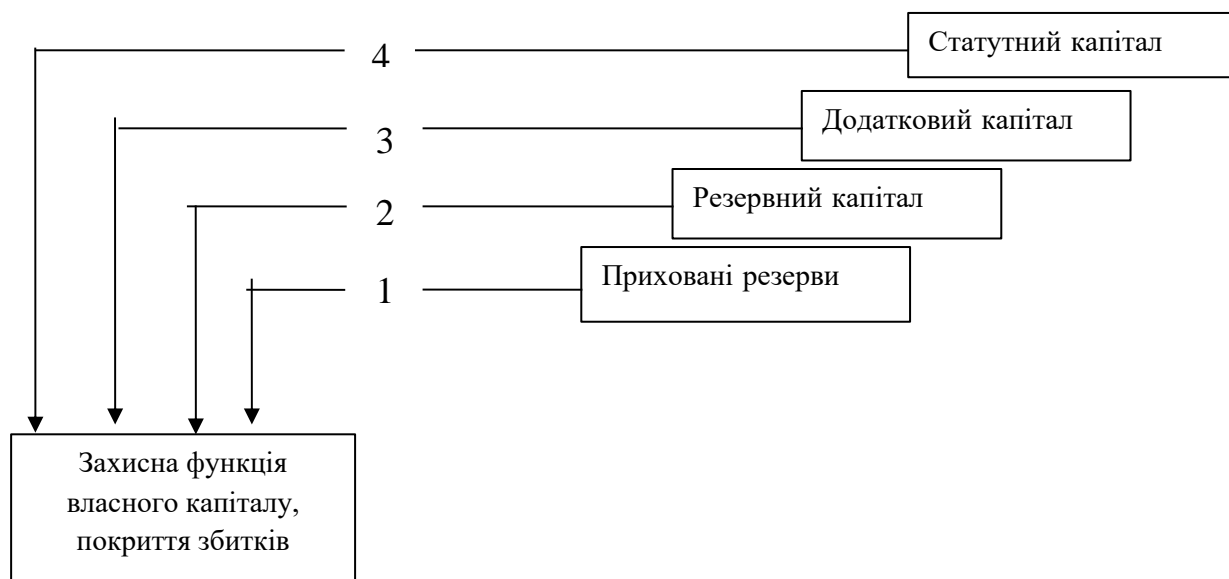 4
Статутний капітал
3
Додатковий капітал
2
Резервний капітал
1
Приховані резерви
Захисна функція
власного капіталу,
покриття збитків